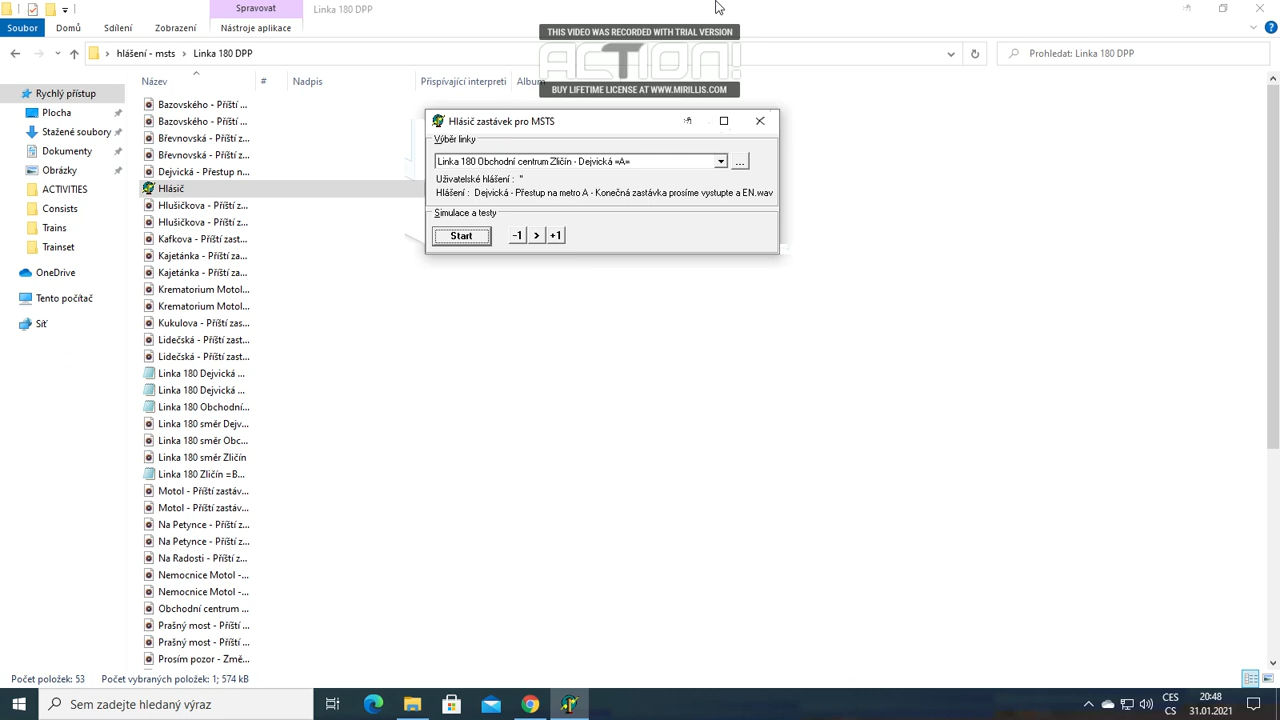 Spravovat
Linka 180 DPP
Soubor
Domů
Sdílení
Zobrazení
Nástroje aplikace
THIS VIDEO WAS RECORDED WITH TRIAL VERSION
ACTION!
BUY LIFETIME LICENSE AT WWW.MIRILLIS.COM
hlášení - msts
Linka 180 DPP
Prohledat: Linka 180 DPP
Název
#
Nadpis
Přispívající interpreti
Album
Rychlý přístup
Plocha
Stažené soubory
Dokumenty
Obrázky
ACTIVITIES
Consists
Trains
Trainset
OneDrive
Tento počítač
Síť
Bazovského - Příští ...
Bazovského - Příští ...
Břevnovská - Příští z...
Břevnovská - Příští z...
Dejvická - Přestup n...
Hlásič
Hlušičkova - Příští z...
Hlušičkova - Příští z...
Kafkova - Příští zast...
Kajetánka - Příští za...
Kajetánka - Příští za...
Krematorium Motol...
Krematorium Motol...
Kukulova - Příští zas...
Lidečská - Příští zast...
Lidečská - Příští zast...
Linka 180 Dejvická ...
Linka 180 Dejvická ...
Linka 180 Obchodní...
Linka 180 směr Dejv...
Linka 180 směr Obc...
Linka 180 směr Zličín
Linka 180 Zličín =B...
Motol - Příští zastáv...
Motol - Příští zastáv...
Na Petynce - Příští z...
Na Petynce - Příští z...
Na Radosti - Příští z...
Nemocnice Motol -...
Nemocnice Motol -...
Obchodní centrum ...
Prašný most - Příští ...
Prašný most - Příští ...
Prosím pozor - Změ...
Hlásič zastávek pro MSTS
Výběr linky
Linka 180 Obchodní centrum Zličín - Dejvická =A=
...
Uživatelské hlášení : ''
Hlášení : Dejvická - Přestup na metro A - Konečná zastávka prosíme vystupte a EN.wav
Simulace a testy
Start
-1
>
+1
Počet položek: 53
Počet vybraných položek: 1; 574 kB
Sem zadejte hledaný výraz
CES
CS
20:48
31.01.2021